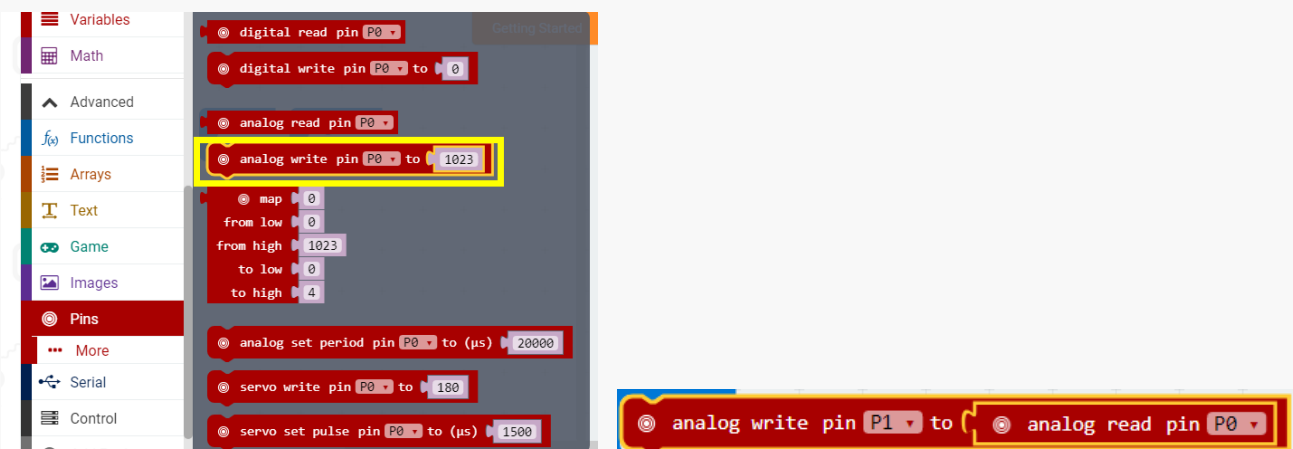 Variables
Math
Advanced
f(x) Functions
Arrays
Text
Game
Images
Pins
More
Serial
Control
Getting Started
digital read pin P0
digital write pin P0 to 0
analog read pin P0
analog write pin P0 to 1023
map 0
from low 0
from high 1023
to low 0
to high 4
analog set period pin P0 to (µs) 20000
servo write pin P0 to 180
servo set pulse pin P0 to (µs) 1500
analog write pin P1 to analog read pin P0